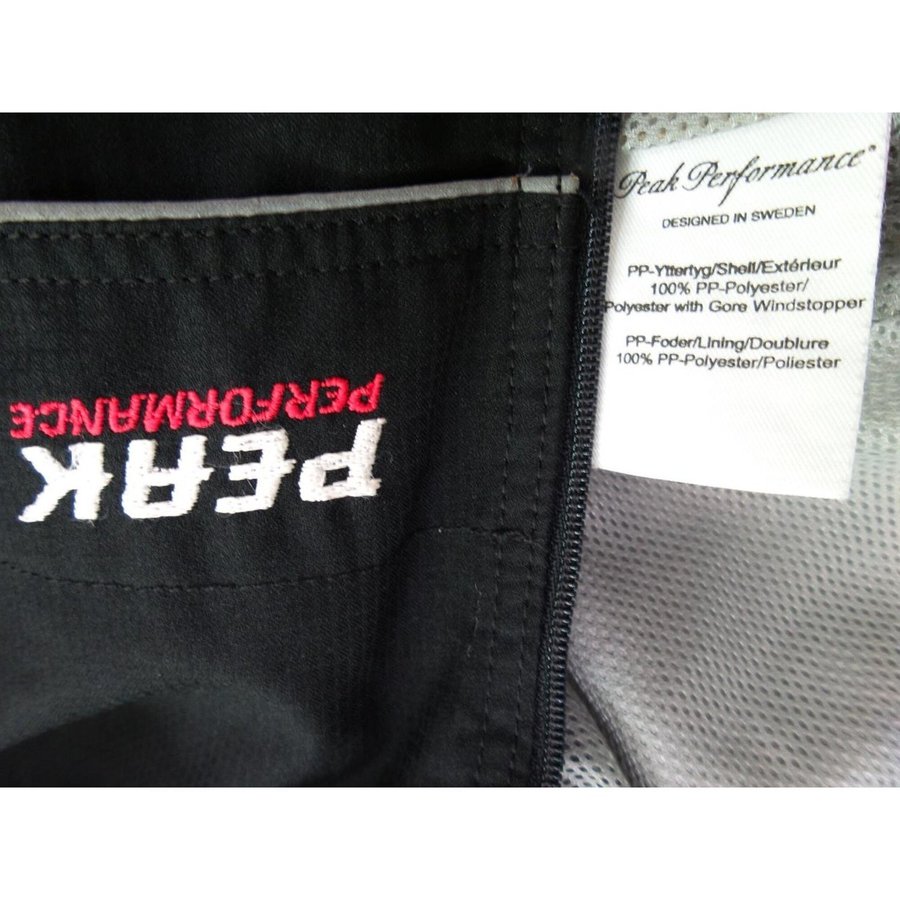 Peak Performance®
DESIGNED IN SWEDEN
PP-Yttertyg/Shell/Extérieur
100% PP-Polyester/
Polyester with Gore Windstopper
PP-Foder/Lining/Doublure
100% PP-Polyester/Poliester
PEAK
PERFORMANCE